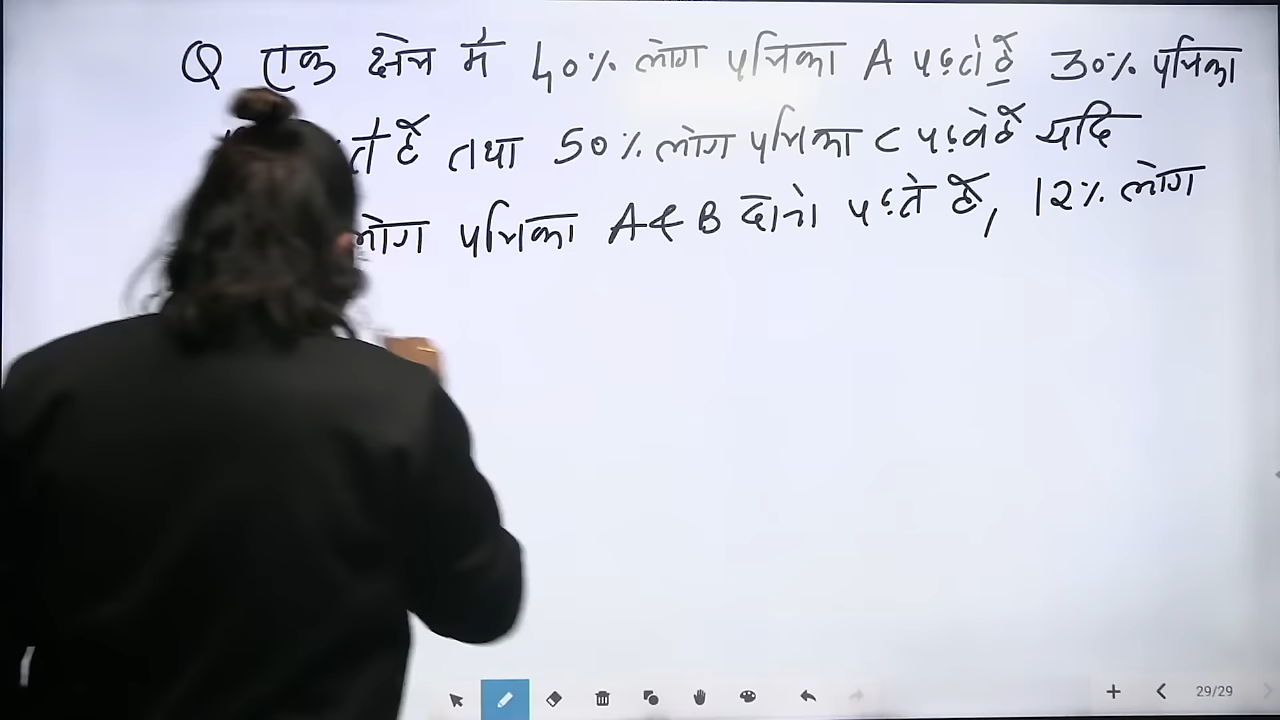 Q एक क्षेत्र में 40% लोग पत्रिका A पढ़ते हैं 30% पत्रिका
हैं तथा 50% लोग पत्रिका C पढ़ते हैं यदि
लोग पत्रिका A & B दोनो पढ़ते हैं, 12% लोग
29/29